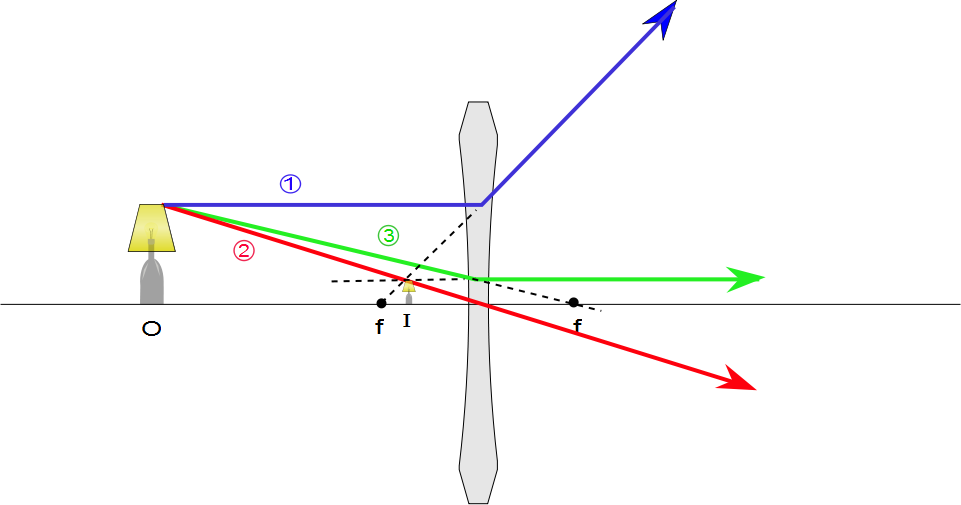 ①
②
③
O
f
I
f